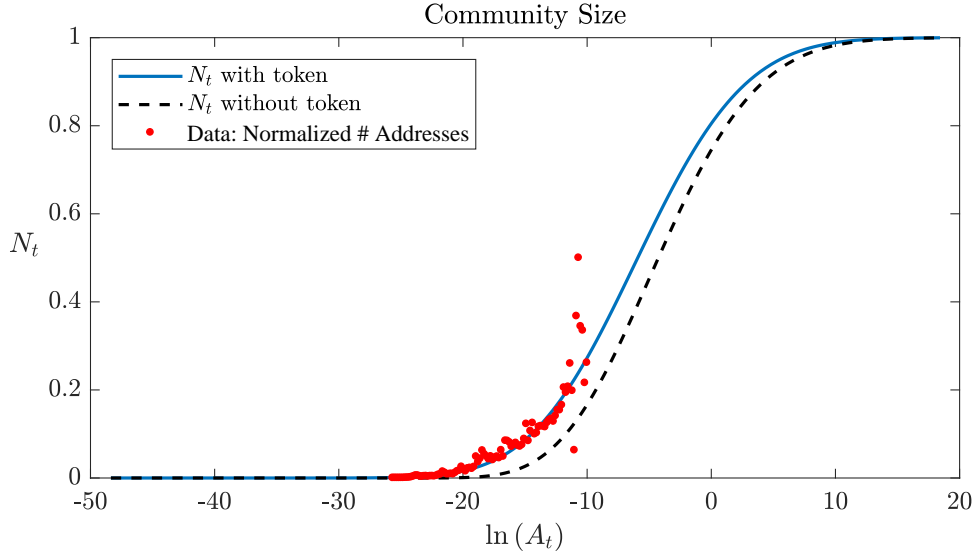 Community Size
1
0.8
0.6
0.4
0.2
0
N_t
N_t with token
N_t without token
Data: Normalized # Addresses
-50 -40 -30 -20 -10 0 10 20
ln (A_t)